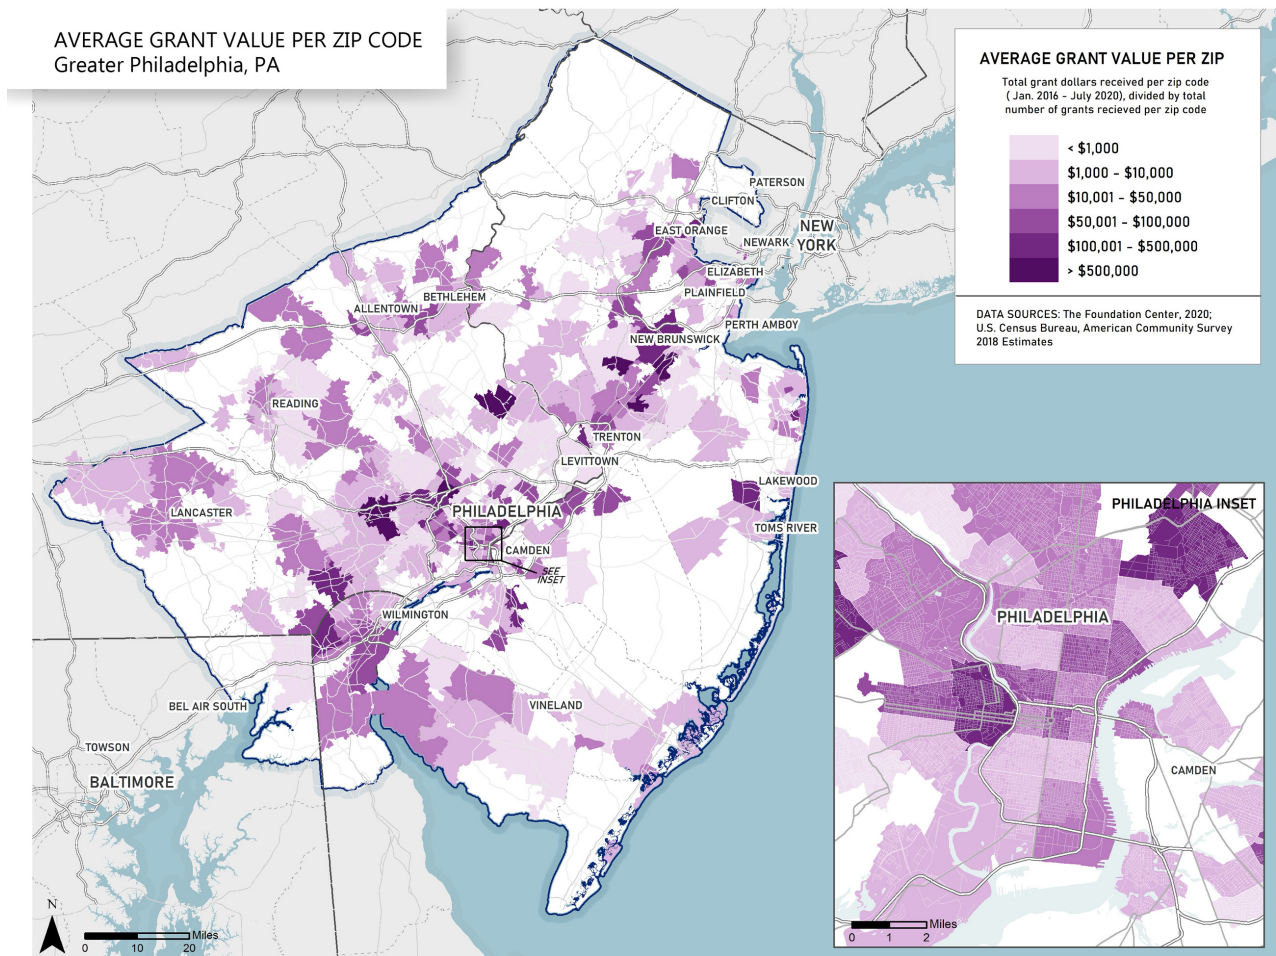 AVERAGE GRANT VALUE PER ZIP CODE
Greater Philadelphia, PA
AVERAGE GRANT VALUE PER ZIP
Total grant dollars received per zip code
( Jan. 2016 - July 2020), divided by total
number of grants recieved per zip code
< $1,000
$1,000 - $10,000
$10,001 - $50,000
$50,001 - $100,000
$100,001 - $500,000
> $500,000
DATA SOURCES: The Foundation Center, 2020;
U.S. Census Bureau, American Community Survey
2018 Estimates
PATERSON
CLIFTON
EAST ORANGE
NEW
YORK
NEWARK
ELIZABETH
PLAINFIELD
BETHLEHEM
ALLENTOWN
PERTH AMBOY
NEW BRUNSWICK
READING
TRENTON
LEVITTOWN
LAKEWOOD
LANCASTER
PHILADELPHIA
TOMS RIVER
CAMDEN
SEE
INSET
WILMINGTON
BEL AIR SOUTH
VINELAND
TOWSON
BALTIMORE
N
Miles
0 10 20
PHILADELPHIA INSET
PHILADELPHIA
CAMDEN
Miles
0 1 2